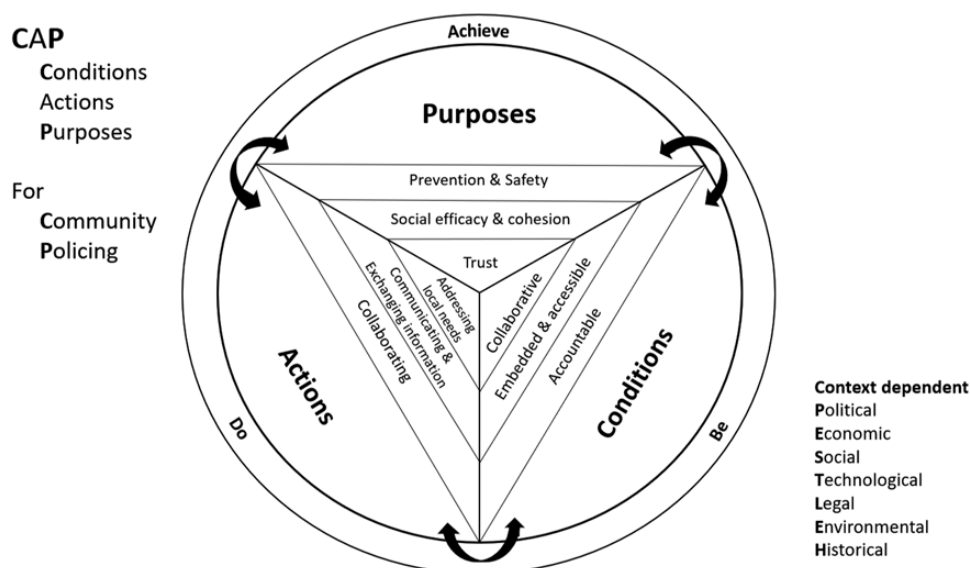 CAP
Conditions
Actions
Purposes
For
Community
Policing
Achieve
Purposes
Prevention & Safety
Social efficacy & cohesion
Trust
Addressing
local needs
Communicating &
Exchanging information
Collaborating
Actions
Do
Collaborative
Embedded & accessible
Accountable
Conditions
Be
Context dependent
Political
Economic
Social
Technological
Legal
Environmental
Historical